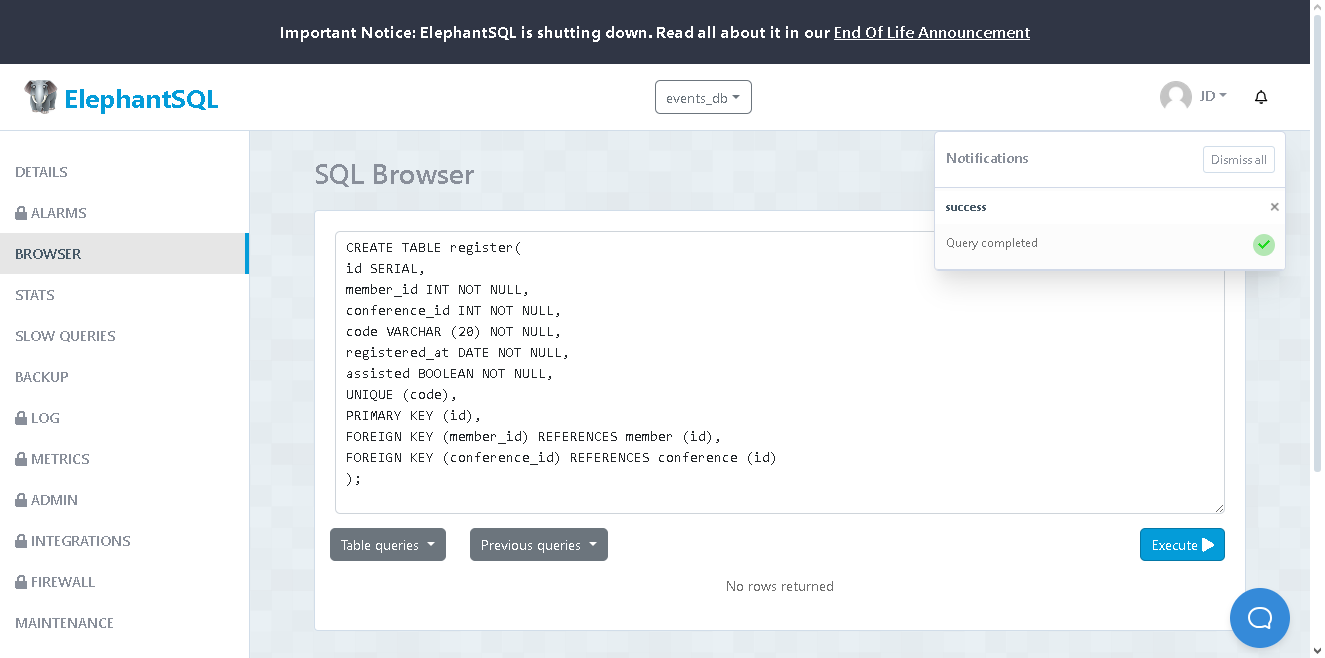 Important Notice: ElephantSQL is shutting down. Read all about it in our End Of Life Announcement
ElephantSQL
events_db
JD
DETAILS
ALARMS
BROWSER
STATS
SLOW QUERIES
BACKUP
LOG
METRICS
ADMIN
INTEGRATIONS
FIREWALL
MAINTENANCE
SQL Browser
Notifications
Dismiss all
success
×
Query completed
CREATE TABLE register(
id SERIAL,
member_id INT NOT NULL,
conference_id INT NOT NULL,
code VARCHAR (20) NOT NULL,
registered_at DATE NOT NULL,
assisted BOOLEAN NOT NULL,
UNIQUE (code),
PRIMARY KEY (id),
FOREIGN KEY (member_id) REFERENCES member (id),
FOREIGN KEY (conference_id) REFERENCES conference (id)
);
Table queries
Previous queries
Execute
No rows returned